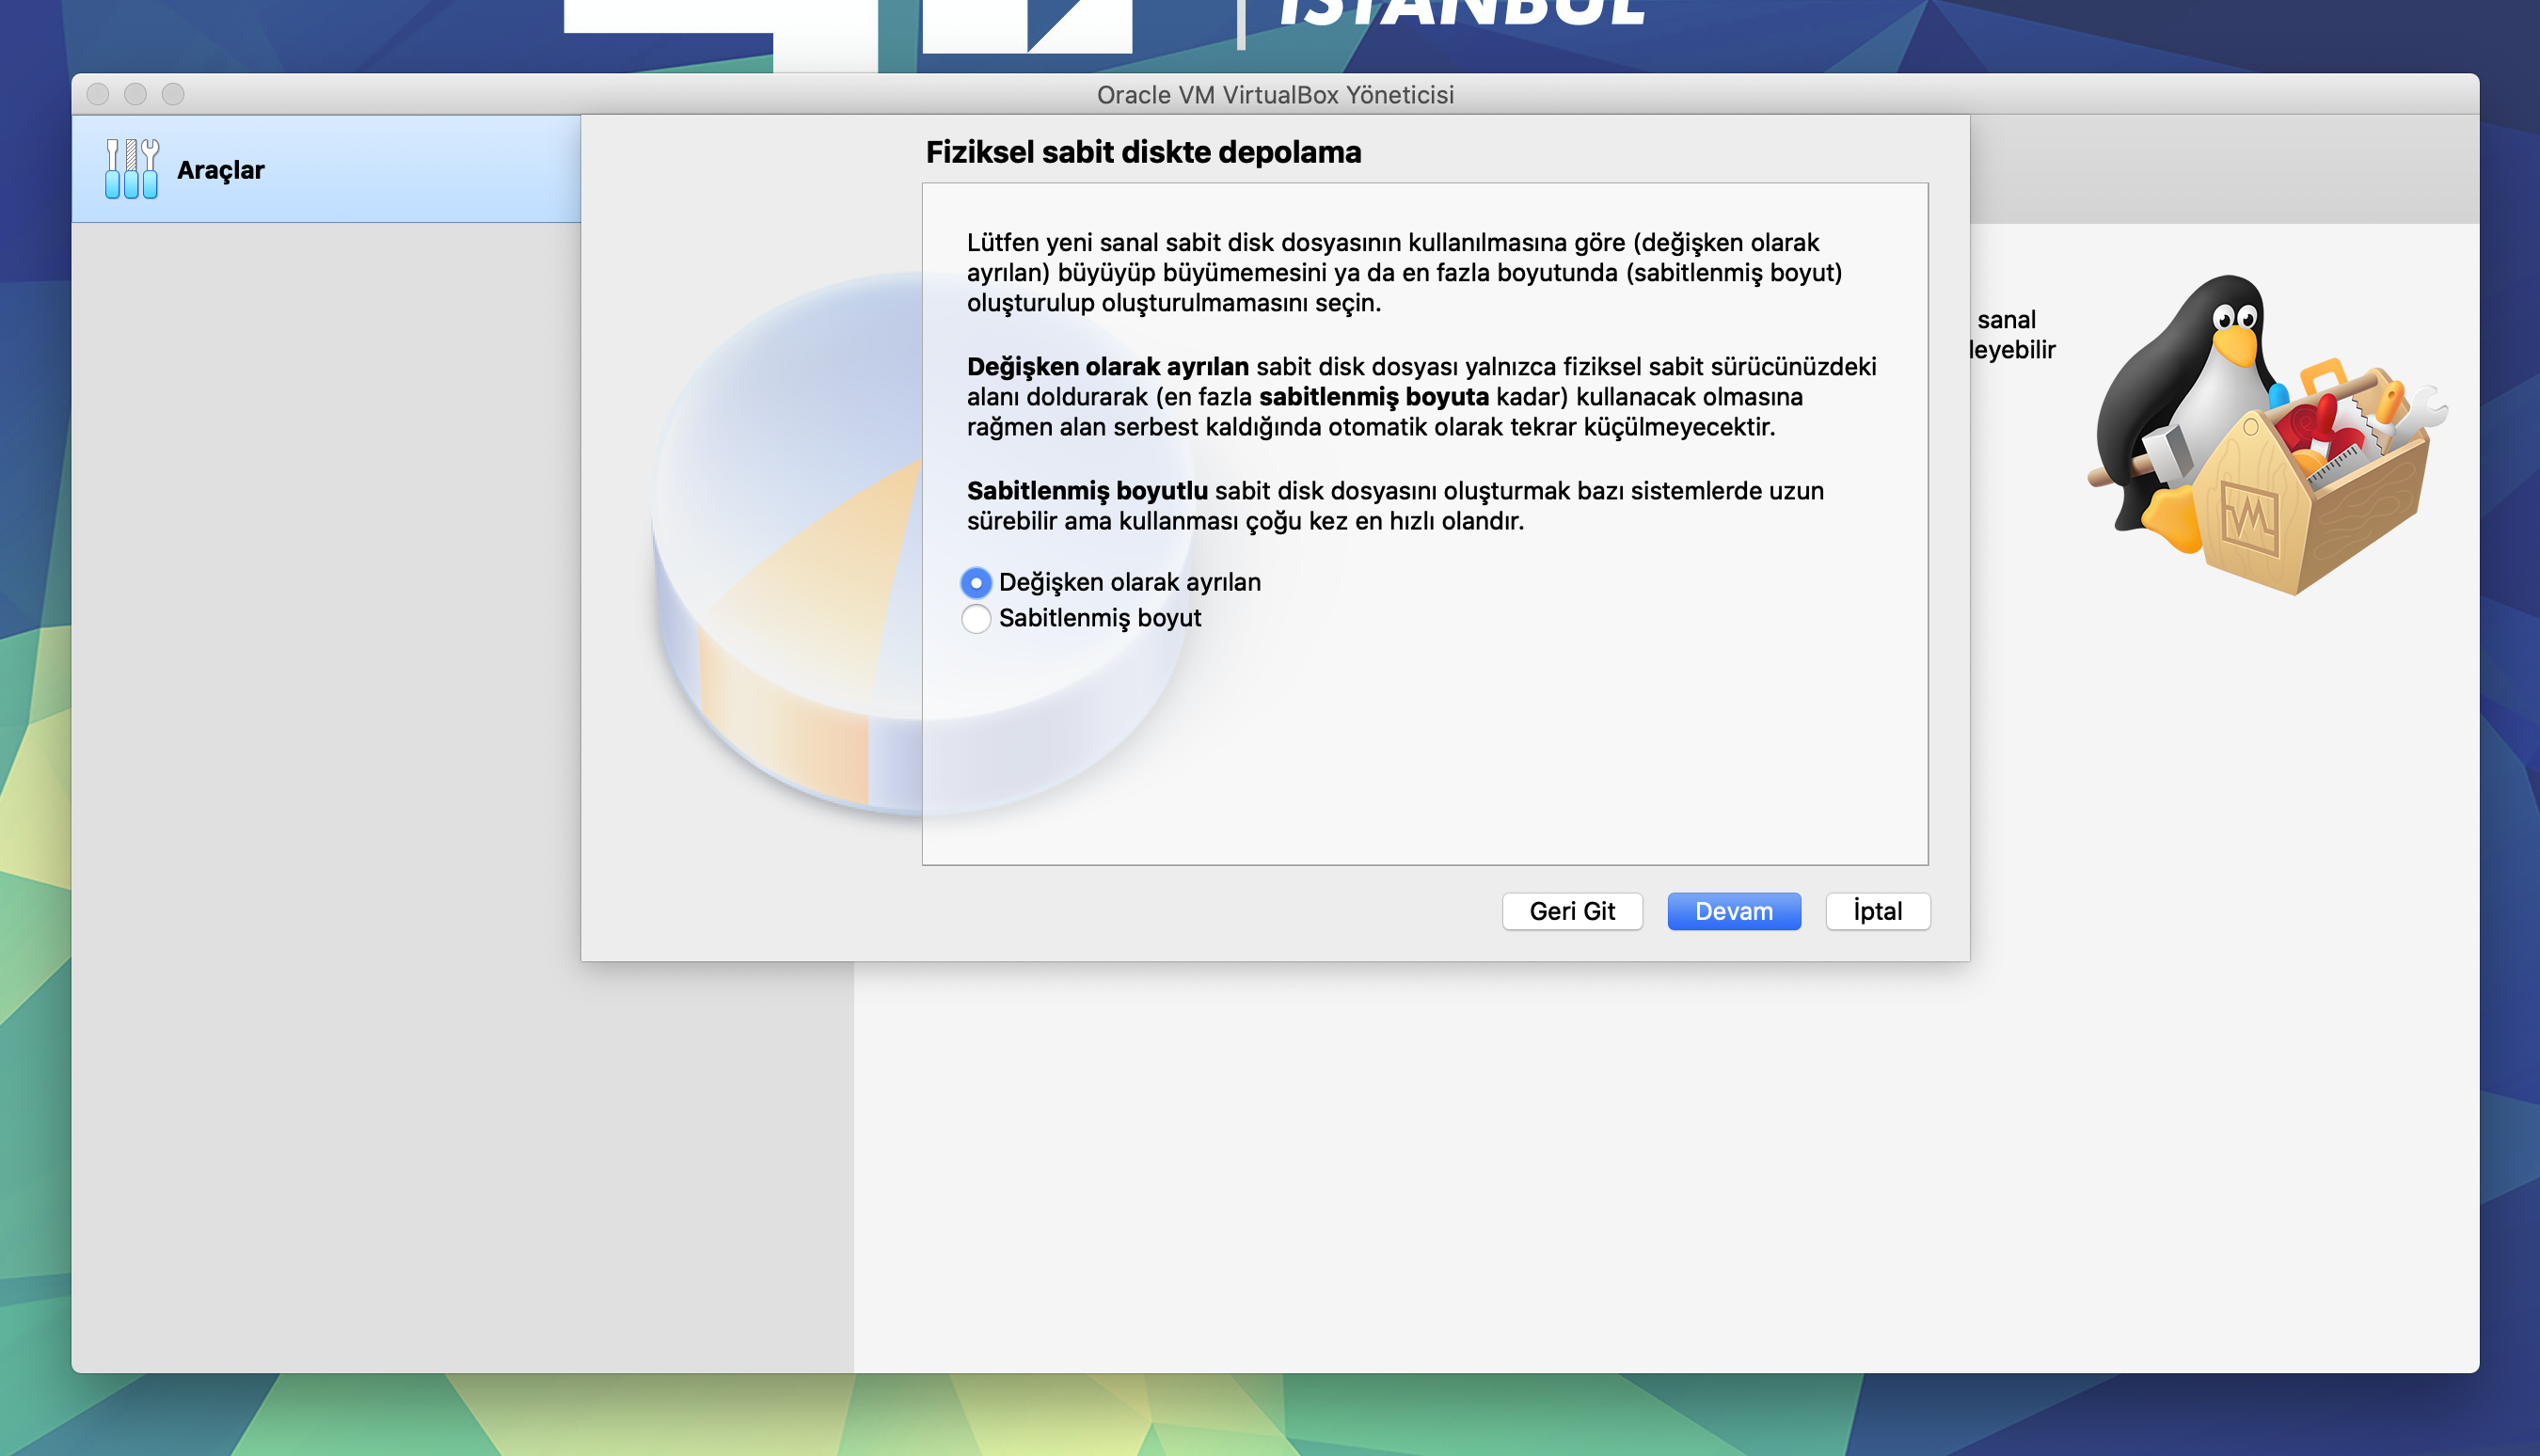 İSTANBUL
Oracle VM VirtualBox Yöneticisi
Araçlar
Fiziksel sabit diskte depolama
Lütfen yeni sanal sabit disk dosyasının kullanılmasına göre (değişken olarak
ayrılan) büyüyüp büyümemesini ya da en fazla boyutunda (sabitlenmiş boyut)
oluşturulup oluşturulmamasını seçin.
Değişken olarak ayrılan sabit disk dosyası yalnızca fiziksel sabit sürücünüzdeki
alanı doldurarak (en fazla sabitlenmiş boyuta kadar) kullanacak olmasına
rağmen alan serbest kaldığında otomatik olarak tekrar küçülmeyecektir.
Sabitlenmiş boyutlu sabit disk dosyasını oluşturmak bazı sistemlerde uzun
sürebilir ama kullanması çoğu kez en hızlı olandır.
Değişken olarak ayrılan
Sabitlenmiş boyut
Geri Git
Devam
İptal
sanal
leyebilir